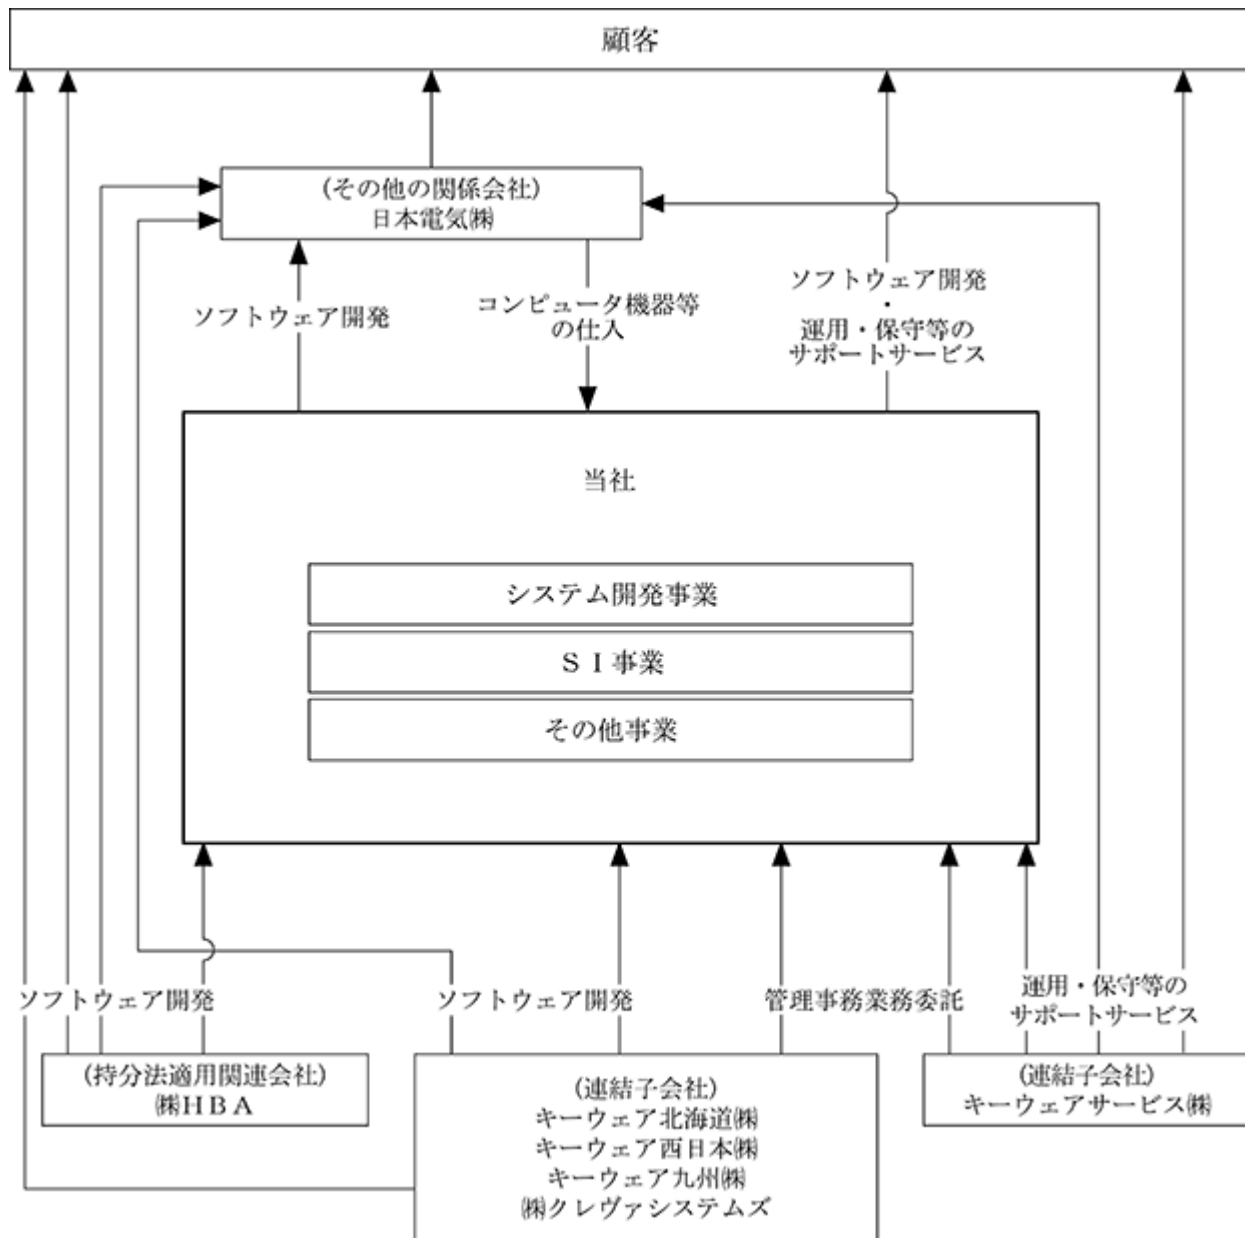 顧客
(その他の関係会社)
日本電気㈱
ソフトウェア開発
コンピュータ機器等
の仕入
ソフトウェア開発
・
運用・保守等の
サポートサービス
当社
システム開発事業
ＳＩ事業
その他事業
ソフトウェア開発
ソフトウェア開発
管理事務業務委託
運用・保守等の
サポートサービス
(持分法適用関連会社)
㈱ＨＢＡ
(連結子会社)
キーウェア北海道㈱
キーウェア西日本㈱
キーウェア九州㈱
㈱クレヴァシステムズ
(連結子会社)
キーウェアサービス㈱